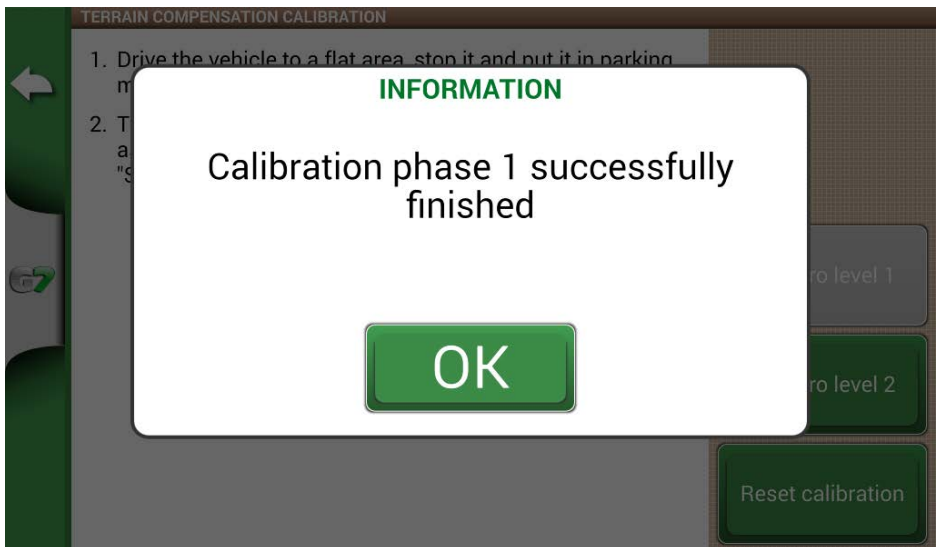 TERRAIN COMPENSATION CALIBRATION
1. Drive the vehicle to a flat area, stop it and put it in parking
m
INFORMATION
2. T
a
"S
Calibration phase 1 successfully
finished
G7
ro level 1
OK
ro level 2
Reset calibration